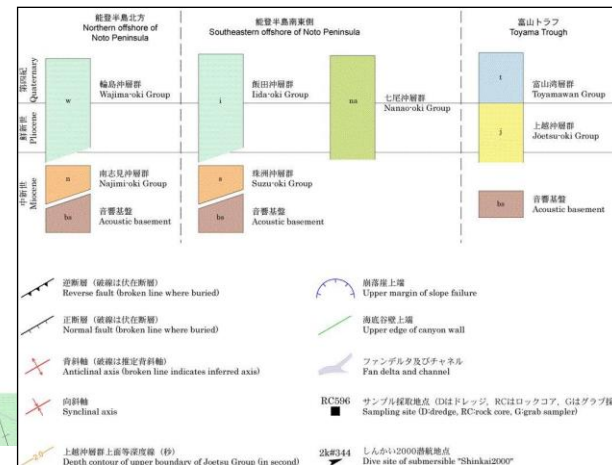 能登半島北方
Northern offshore of
Noto Peninsula
能登半島南東側
Southeastern offshore of Noto Peninsula
富山トラフ
Toyama Trough
第四紀
Quaternary
鮮新世
Pliocene
中新世
Miocene
w
輪島沖層群
Wajima-oki Group
n
南志見沖層群
Najimi-oki Group
bs
音響基盤
Acoustic basement
i
飯田沖層群
Iida-oki Group
s
珠洲沖層群
Suzu-oki Group
bs
音響基盤
Acoustic basement
na
七尾沖層群
Nanao-oki Group
t
富山湾層群
Toyamawan Group
j
上越沖層群
Jōetsu-oki Group
bs
音響基盤
Acoustic basement
逆断層（破線は伏在断層）
Reverse fault (broken line where buried)
正断層（破線は伏在断層）
Normal fault (broken line where buried)
背斜軸（破線は推定背斜軸）
Anticlinal axis (broken line indicates inferred axis)
向斜軸
Synclinal axis
2.0
上越沖層群上面等深度線（秒）
Depth contour of upper boundary of Joetsu Group (in second)
崩落崖上端
Upper margin of slope failure
海底谷壁上端
Upper edge of canyon wall
ファンデルタ及びチャネル
Fan delta and channel
RC596
サンプル採取地点（Dはドレッジ、RCはロックコア、Gはグラブ採
Sampling site (D:dredge, RC:rock core, G:grab sampler)
2k#344
しんかい2000潜航地点
Dive site of submersible "Shinkai2000"